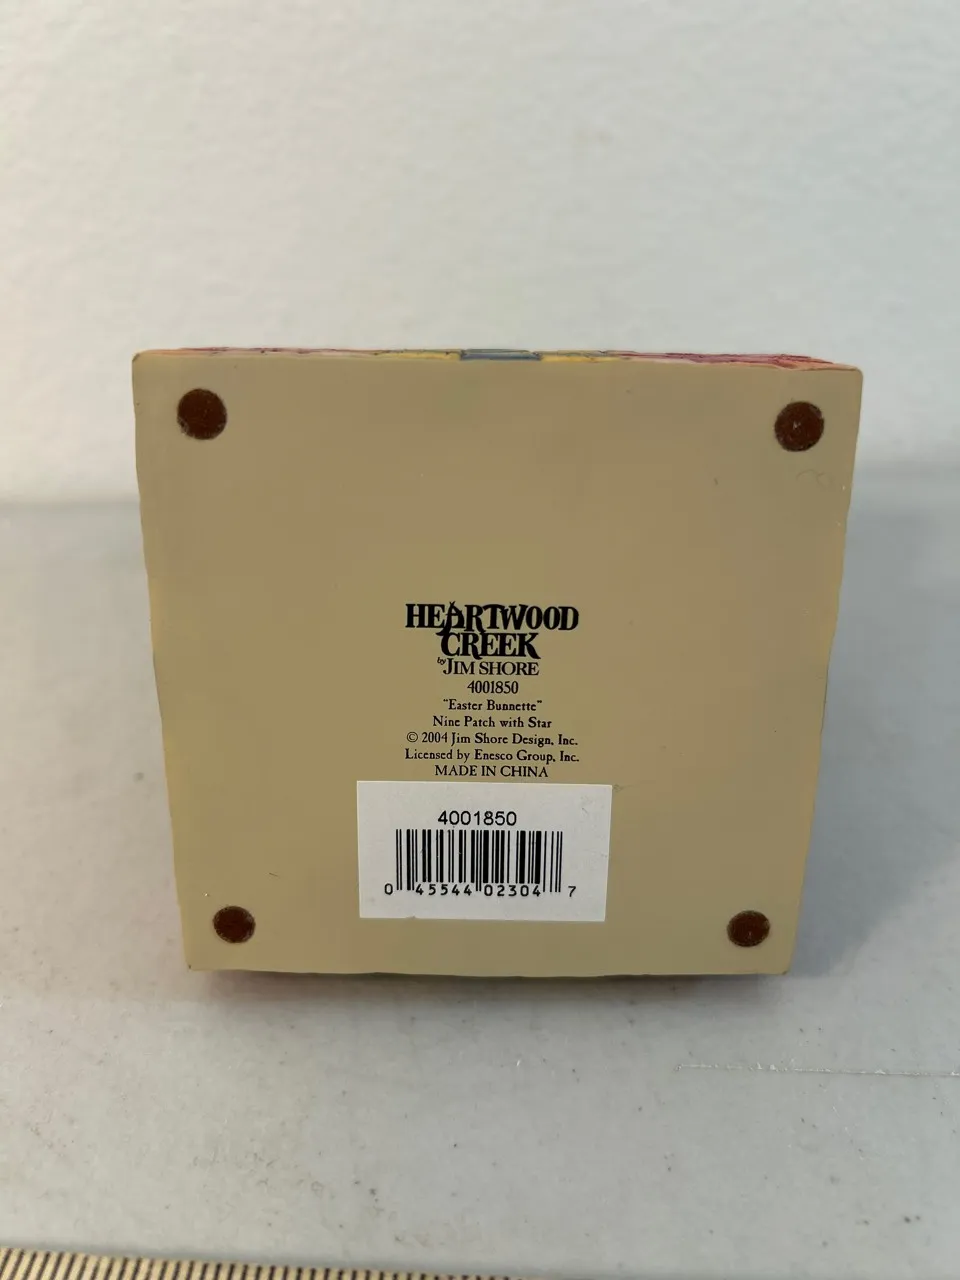 HEARTWOOD
CREEK
by JIM SHORE
4001850
"Easter Bunnette"
Nine Patch with Star
© 2004 Jim Shore Design, Inc.
Licensed by Enesco Group, Inc.
MADE IN CHINA
4001850
0 45544 02304 7